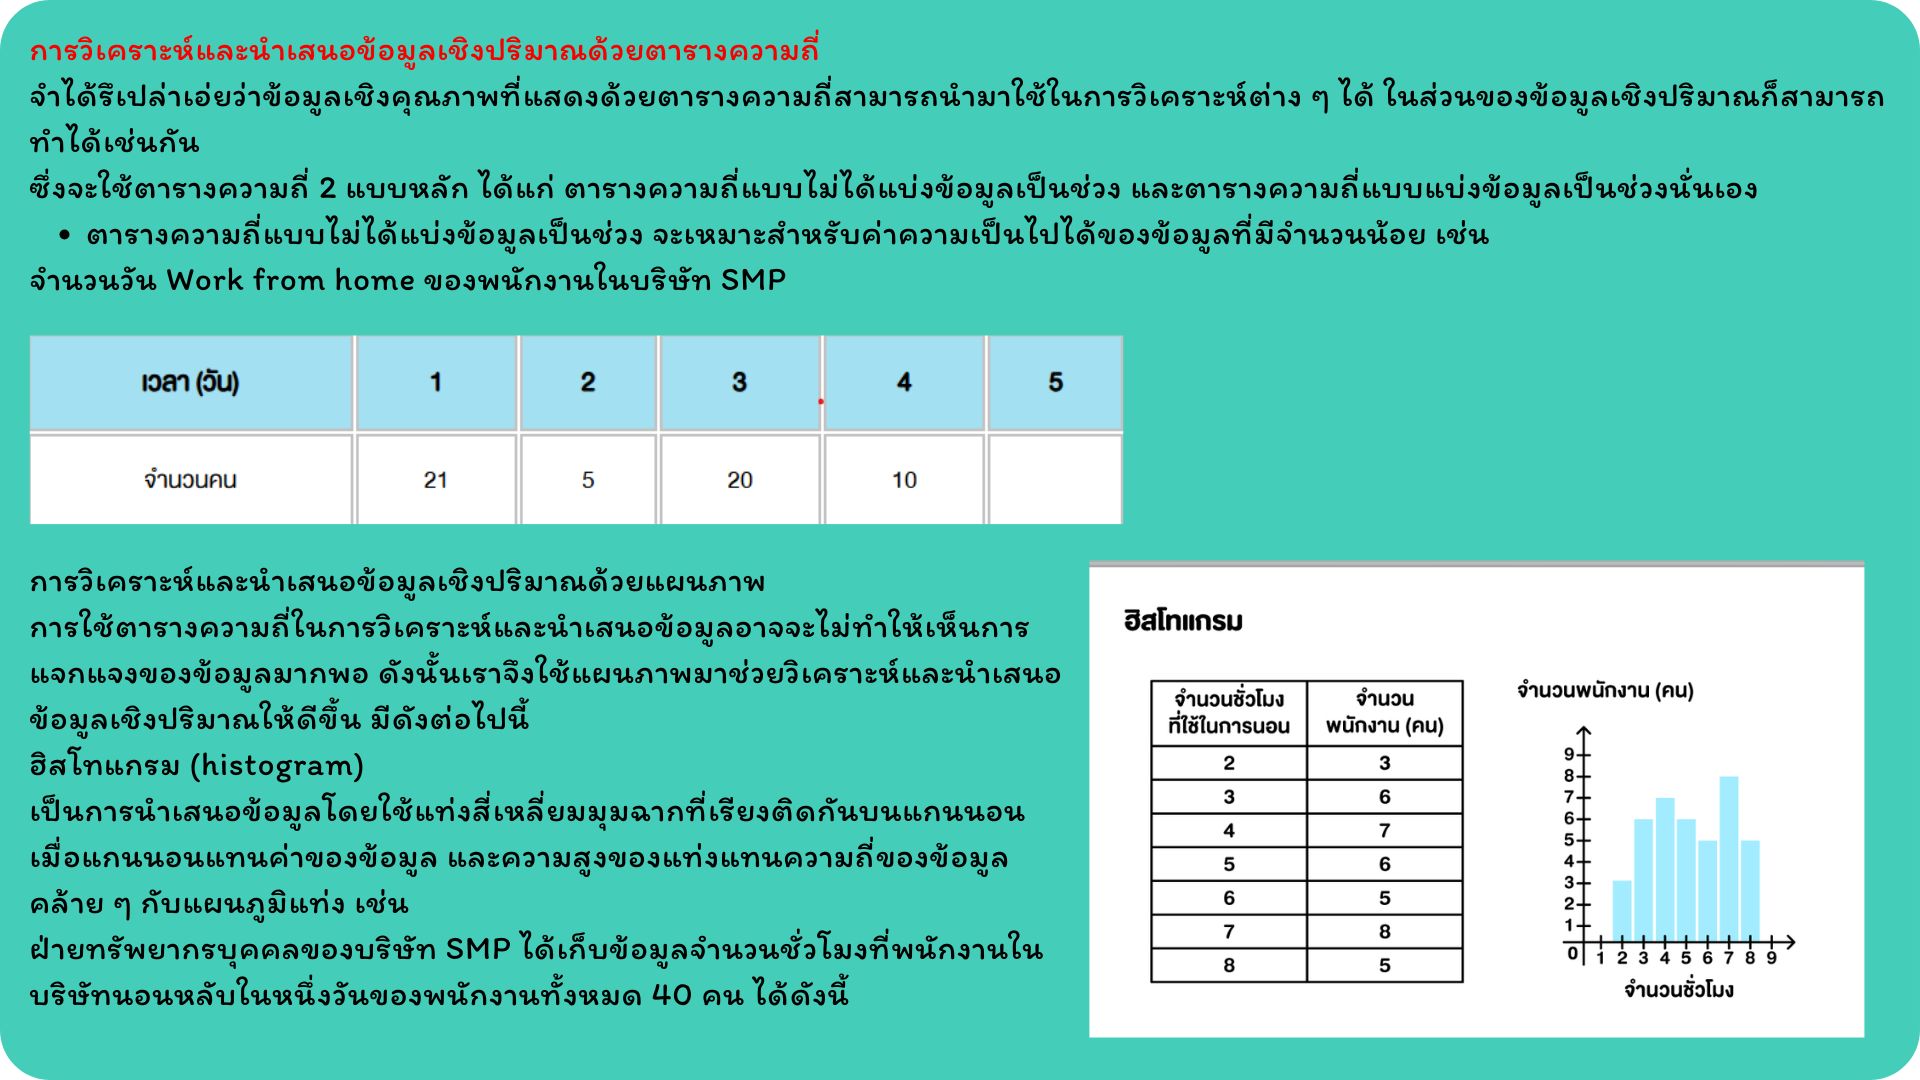 การวิเคราะห์และนำเสนอข้อมูลเชิงปริมาณด้วยตารางความถี่
จำได้รึเปล่าเอ่ยว่าข้อมูลเชิงคุณภาพที่แสดงด้วยตารางความถี่สามารถนำมาใช้ในการวิเคราะห์ต่าง ๆ ได้ ในส่วนของข้อมูลเชิงปริมาณก็สามารถ
ทำได้เช่นกัน
ซึ่งจะใช้ตารางความถี่ 2 แบบหลัก ได้แก่ ตารางความถี่แบบไม่ได้แบ่งข้อมูลเป็นช่วง และตารางความถี่แบบแบ่งข้อมูลเป็นช่วงนั่นเอง
• ตารางความถี่แบบไม่ได้แบ่งข้อมูลเป็นช่วง จะเหมาะสำหรับค่าความเป็นไปได้ของข้อมูลที่มีจำนวนน้อย เช่น
จำนวนวัน Work from home ของพนักงานในบริษัท SMP
เวลา (วัน) 1 2 3 4 5
จำนวนคน 21 5 20 10
การวิเคราะห์และนำเสนอข้อมูลเชิงปริมาณด้วยแผนภาพ
การใช้ตารางความถี่ในการวิเคราะห์และนำเสนอข้อมูลอาจจะไม่ทำให้เห็นการ
แจกแจงของข้อมูลมากพอ ดังนั้นเราจึงใช้แผนภาพมาช่วยวิเคราะห์และนำเสนอ
ข้อมูลเชิงปริมาณให้ดีขึ้น มีดังต่อไปนี้
ฮิสโทแกรม (histogram)
เป็นการนำเสนอข้อมูลโดยใช้แท่งสี่เหลี่ยมมุมฉากที่เรียงติดกันบนแกนนอน
เมื่อแกนนอนแทนค่าของข้อมูล และความสูงของแท่งแทนความถี่ของข้อมูล
คล้าย ๆ กับแผนภูมิแท่ง เช่น
ฝ่ายทรัพยากรบุคคลของบริษัท SMP ได้เก็บข้อมูลจำนวนชั่วโมงที่พนักงานใน
บริษัทนอนหลับในหนึ่งวันของพนักงานทั้งหมด 40 คน ได้ดังนี้
ฮิสโทแกรม
จำนวนชั่วโมง จำนวน
ที่ใช้ในการนอน พนักงาน (คน)
2 3
3 6
4 7
5 6
6 5
7 8
8 5
จำนวนพนักงาน (คน)
9
8
7
6
5
4
3
2
1
0 1 2 3 4 5 6 7 8 9
จำนวนชั่วโมง